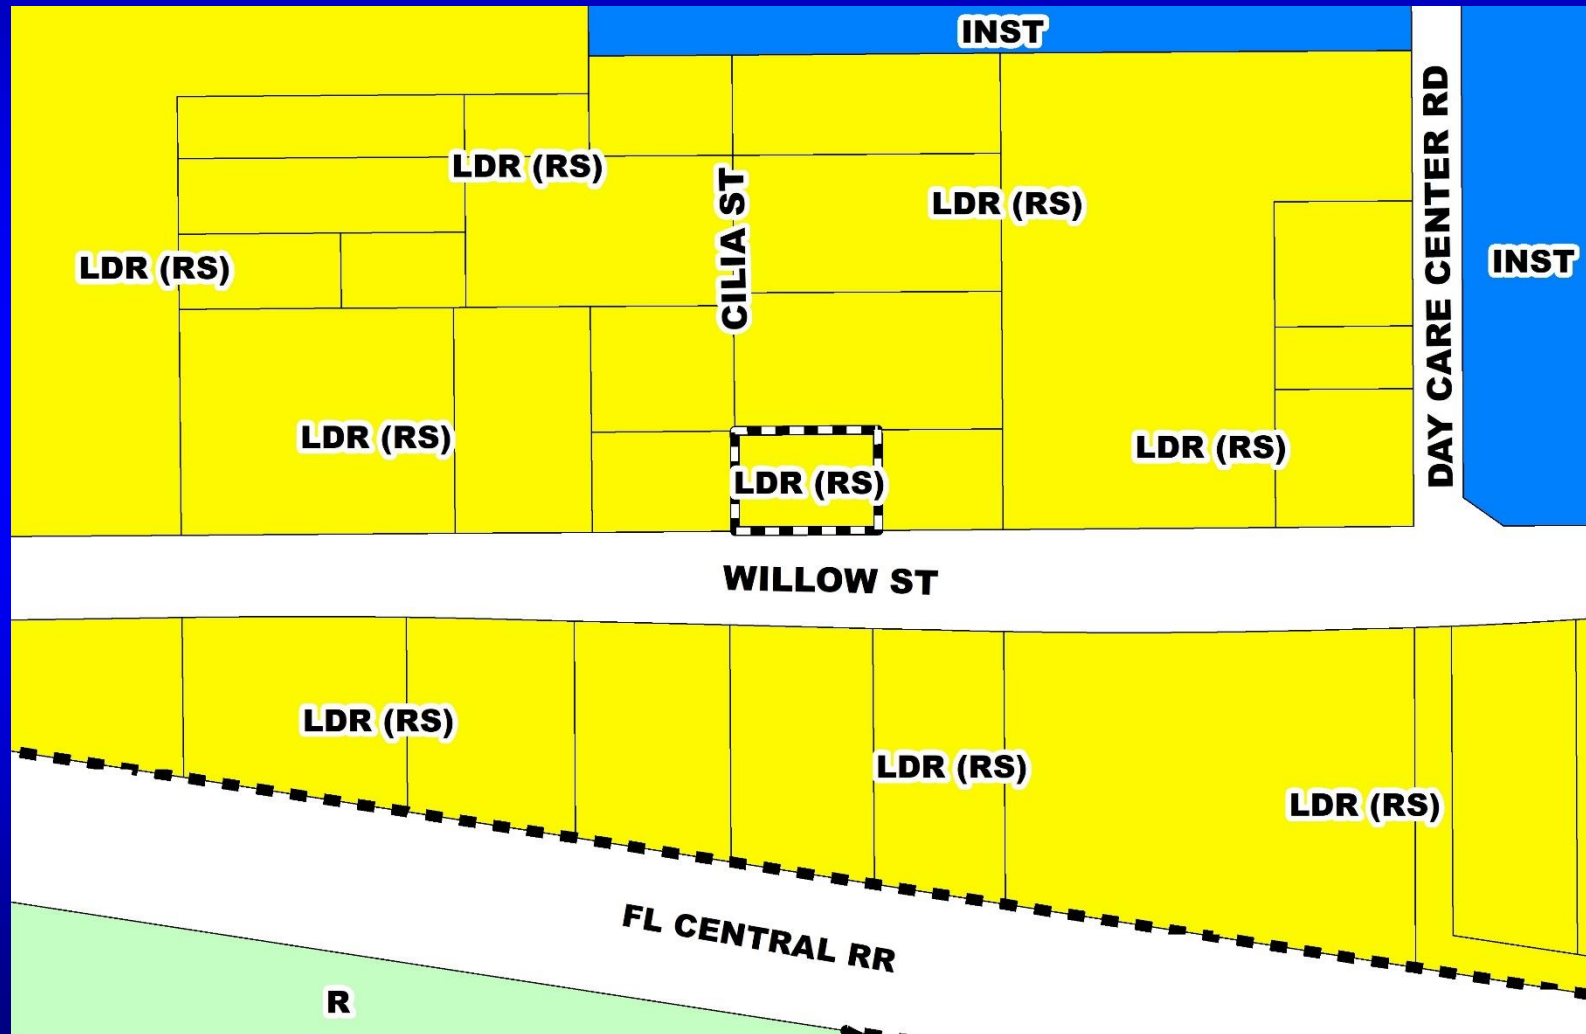 INST
DAY CARE CENTER RD
LDR (RS)
CILIA ST
LDR (RS)
LDR (RS)
INST
LDR (RS)
LDR (RS)
LDR (RS)
WILLOW ST
LDR (RS)
LDR (RS)
LDR (RS)
FL CENTRAL RR
R